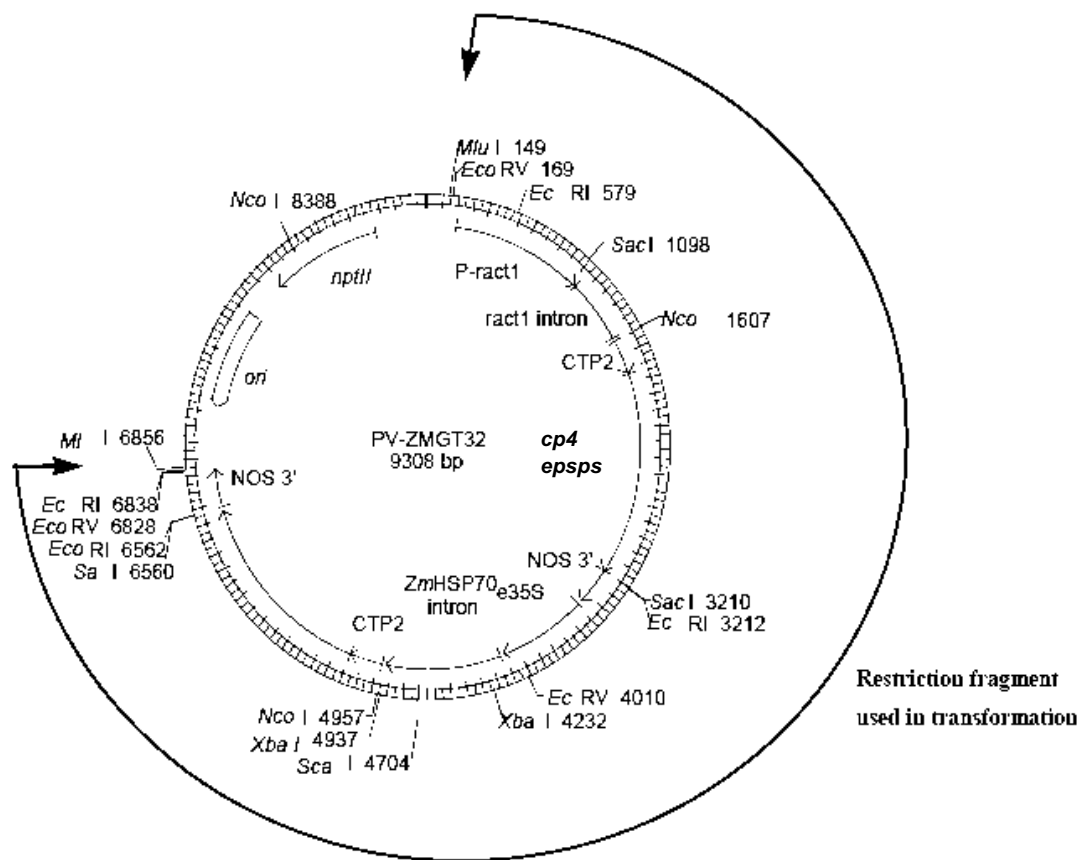 Mlu I 149
Eco RV 169
Ec RI 579
Nco I 8388
Sac I 1098
nptII
P-ract1
ract1 intron
Nco 1607
CTP2
ori
PV-ZMGT32
9308 bp
cp4
epsps
Ml I 6856
NOS 3'
Ec RI 6838
Eco RV 6828
Eco RI 6562
Sa I 6560
NOS 3'
ZmHSP70
intron
e35S
Sac I 3210
Ec RI 3212
CTP2
Ec RV 4010
Xba I 4232
Nco I 4957
Xba I 4937
Sca I 4704
Restriction fragment
used in transformation